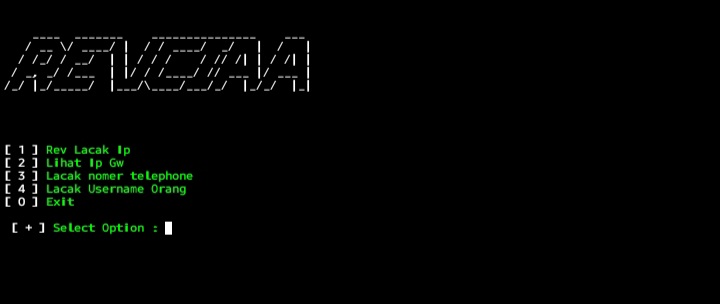 REVCIAA
[ 1 ] Rev Lacak Ip
[ 2 ] Lihat Ip Gw
[ 3 ] Lacak nomer telephone
[ 4 ] Lacak Username Orang
[ 0 ] Exit
[ + ] Select Option :